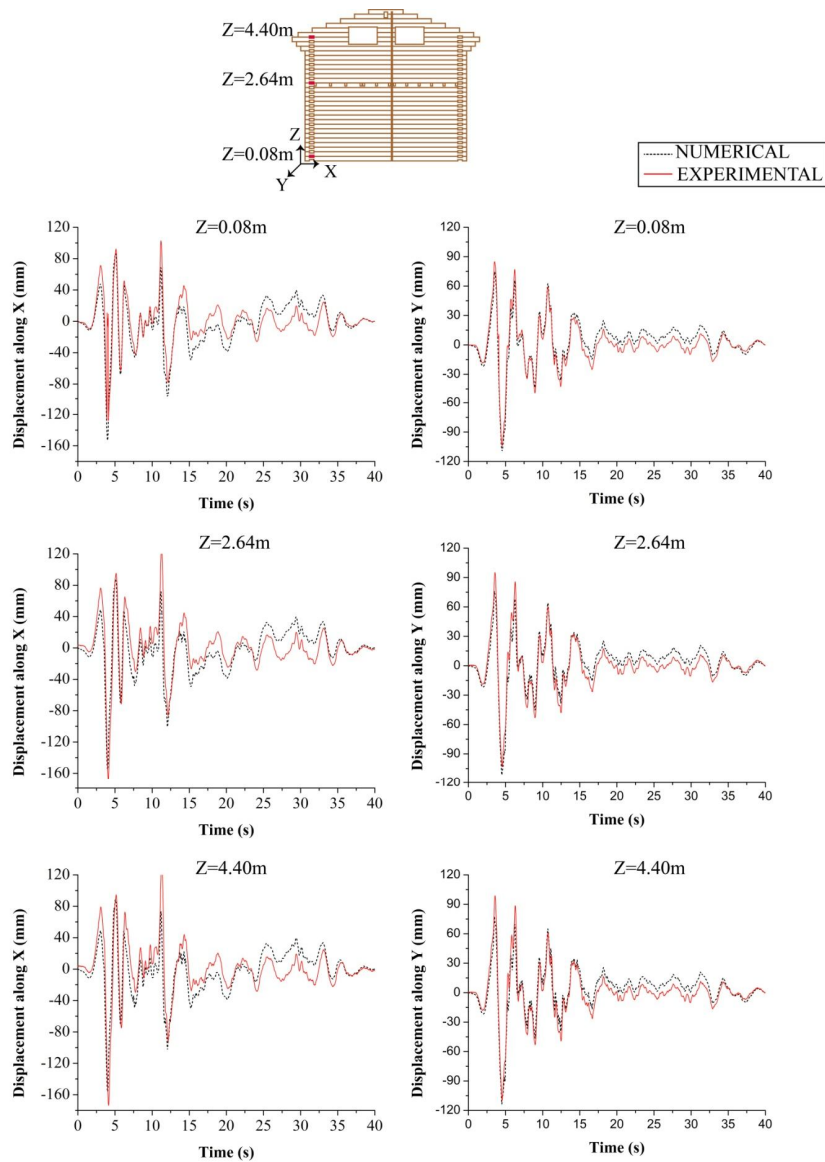 Z=4.40m
Z=2.64m
Z=0.08m
Z
X
Y
NUMERICAL
EXPERIMENTAL
Z=0.08m
Displacement along X (mm)
120
80
40
0
-40
-80
-120
-160
0 5 10 15 20 25 30 35 40
Time (s)
Z=0.08m
Displacement along Y (mm)
120
90
60
30
0
-30
-60
-90
-120
0 5 10 15 20 25 30 35 40
Time (s)
Z=2.64m
Displacement along X (mm)
120
80
40
0
-40
-80
-120
-160
0 5 10 15 20 25 30 35 40
Time (s)
Z=2.64m
Displacement along Y (mm)
120
90
60
30
0
-30
-60
-90
-120
0 5 10 15 20 25 30 35 40
Time (s)
Z=4.40m
Displacement along X (mm)
120
80
40
0
-40
-80
-120
-160
0 5 10 15 20 25 30 35 40
Time (s)
Z=4.40m
Displacement along Y (mm)
120
90
60
30
0
-30
-60
-90
-120
0 5 10 15 20 25 30 35 40
Time (s)